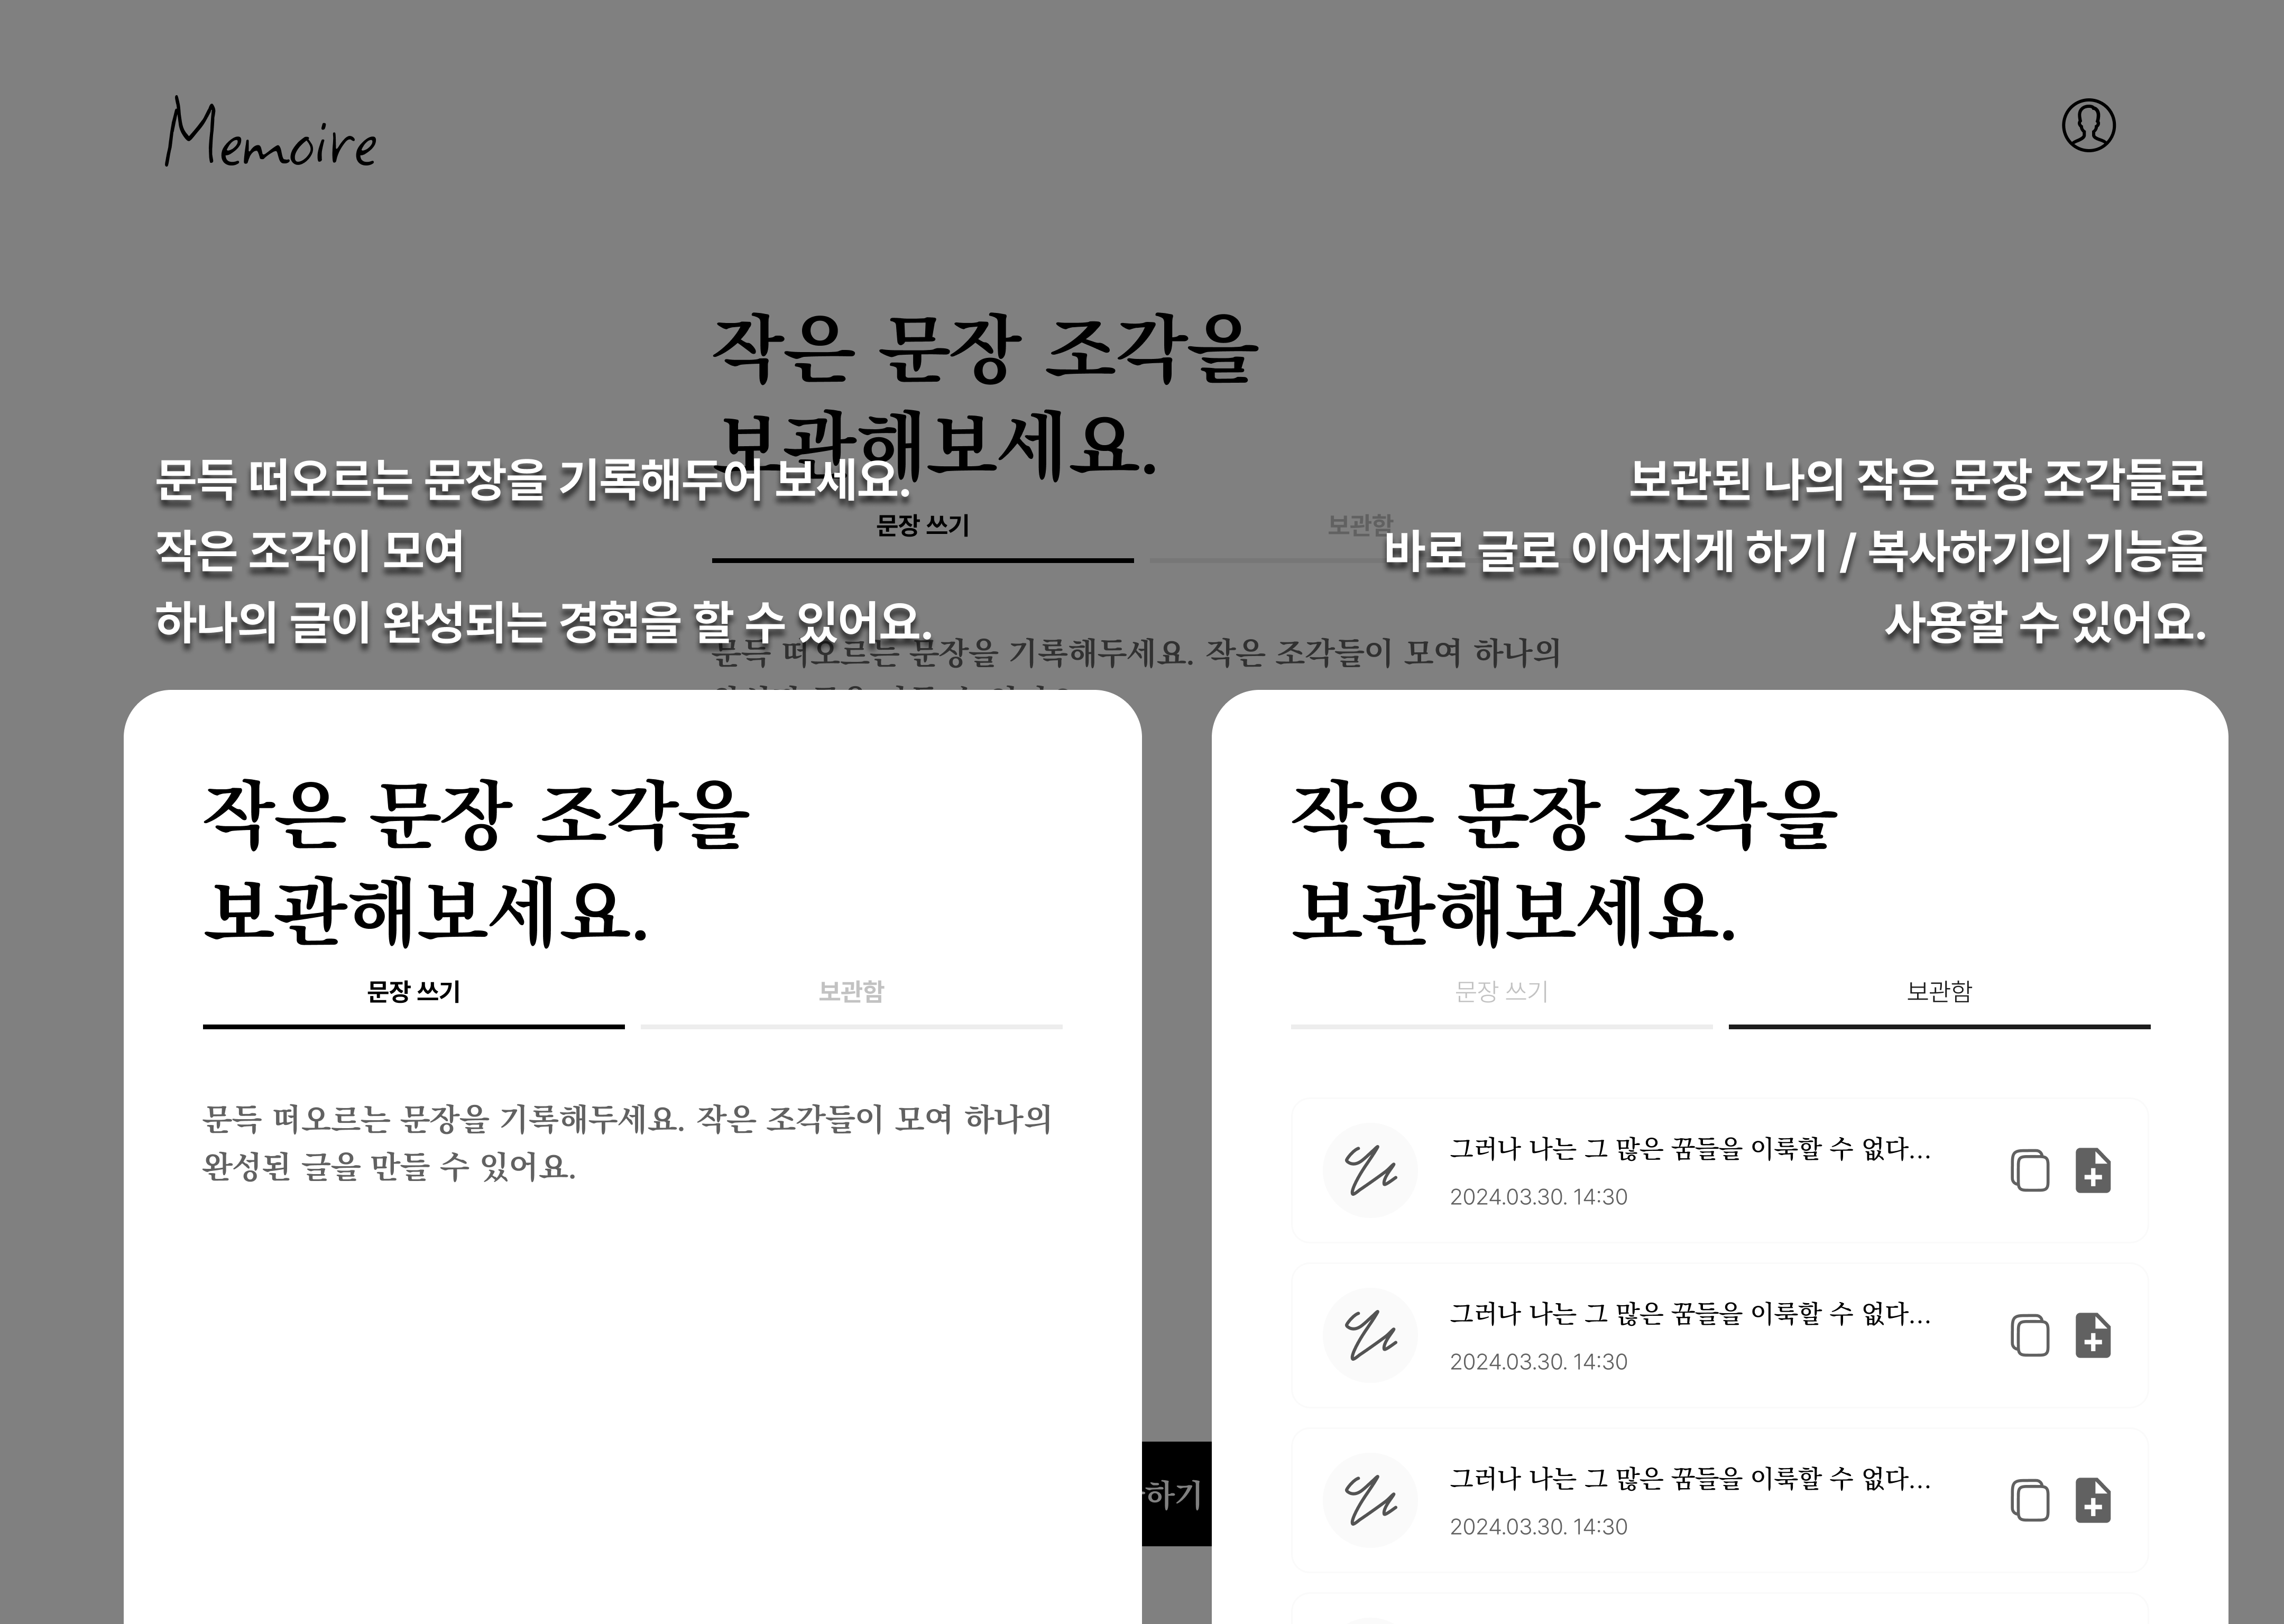 Memoire
작은 문장 조각을
보관해보세요.
문득 떠오르는 문장을 기록해두어 보세요.
작은 조각이 모여
하나의 글이 완성되는 경험을 할 수 있어요.
보관된 나의 작은 문장 조각들로
바로 글로 이어지게 하기 / 복사하기의 기능을
사용할 수 있어요.
문장 쓰기
보관함
문득 떠오르는 문장을 기록해두세요. 작은 조각들이 모여 하나의
작은 문장 조각을
보관해보세요.
문장 쓰기
보관함
문득 떠오르는 문장을 기록해두세요. 작은 조각들이 모여 하나의
완성된 글을 만들 수 있어요.
하기
작은 문장 조각을
보관해보세요.
문장 쓰기
보관함
그러나 나는 그 많은 꿈들을 이룩할 수 없다...
2024.03.30. 14:30
그러나 나는 그 많은 꿈들을 이룩할 수 없다...
2024.03.30. 14:30
그러나 나는 그 많은 꿈들을 이룩할 수 없다...
2024.03.30. 14:30